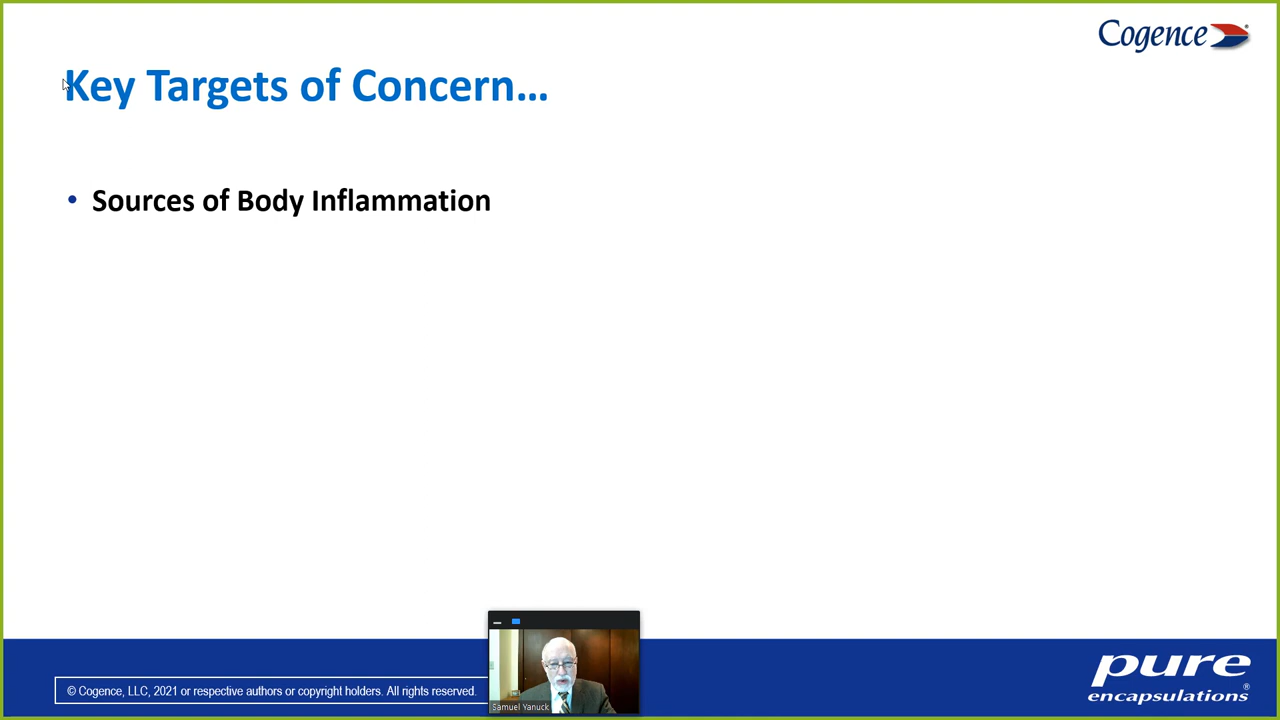 Cogence®
Key Targets of Concern...
• Sources of Body Inflammation
© Cogence, LLC, 2021 or respective authors or copyright holders. All rights reserved.
Samuel Yanuck
pure
encapsulations®